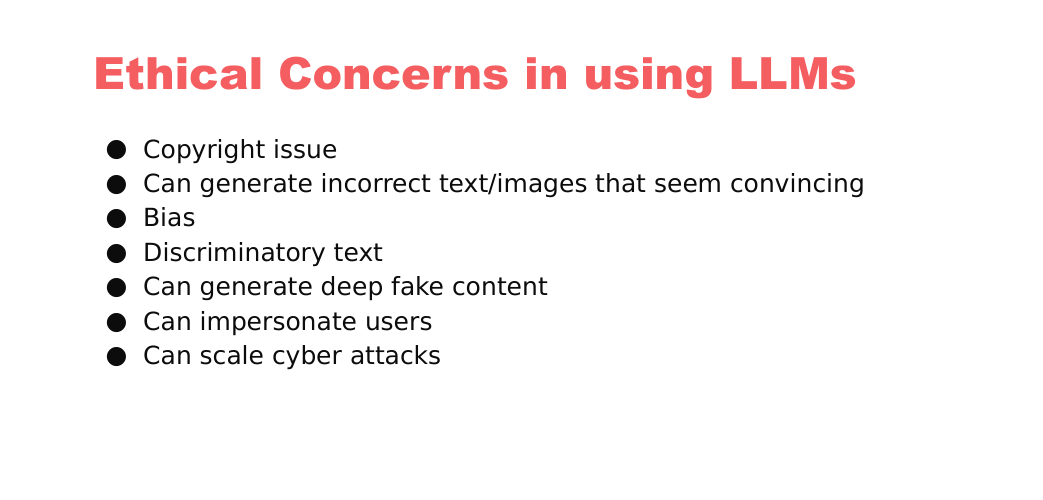 Ethical Concerns in using LLMs
● Copyright issue
● Can generate incorrect text/images that seem convincing
● Bias
● Discriminatory text
● Can generate deep fake content
● Can impersonate users
● Can scale cyber attacks